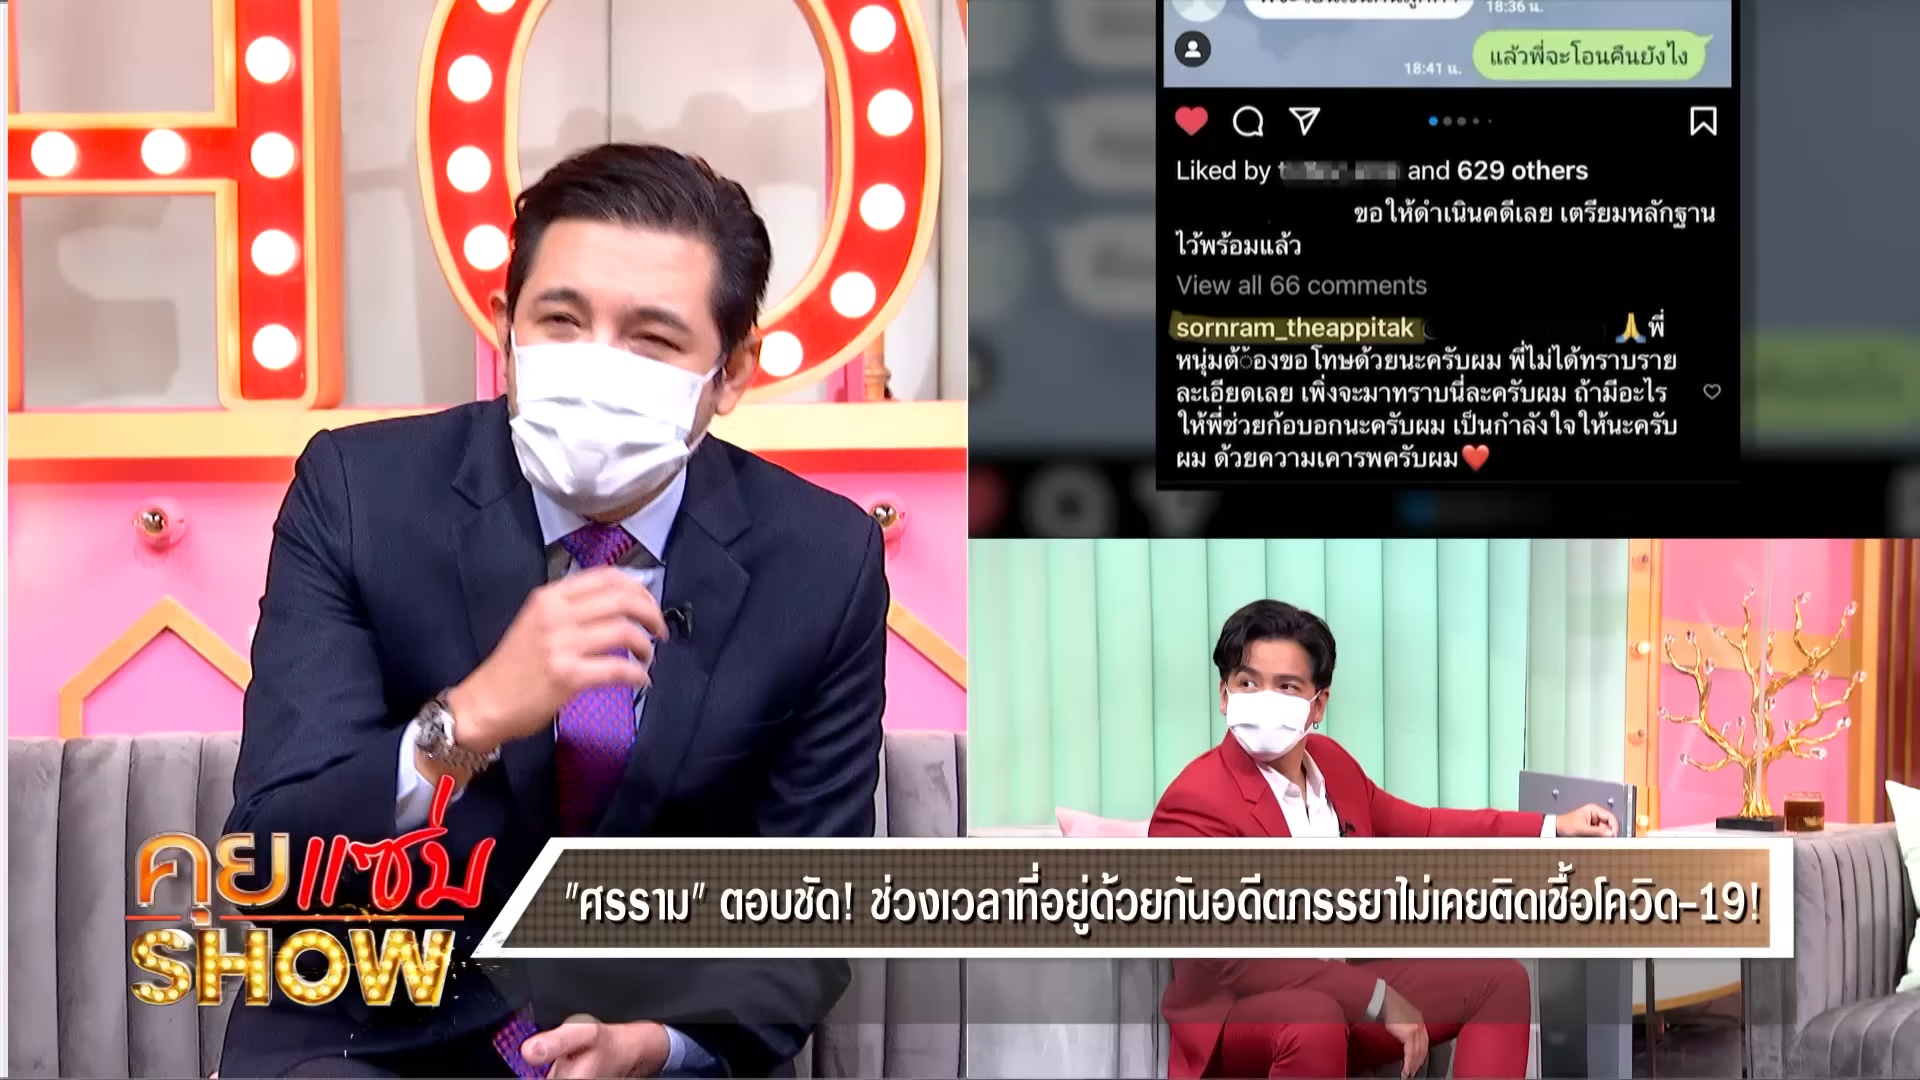 HO
18:36 น.
แล้วพี่จะโอนคืนยังไง
18:41 น.
Liked by and 629 others
ขอให้ดำเนินคดีเลย เตรียมหลักฐาน
ไว้พร้อมแล้ว
View all 66 comments
sornram_theappitak 🙏พี่
หนุ่มต้้องขอโทษด้วยนะครับผม พี่ไม่ได้ทราบราย
ละเอียดเลย เพิ่งจะมาทราบนี่ละครับผม ถ้ามีอะไร
ให้พี่ช่วยก้อบอกนะครับผม เป็นกำลังใจให้นะครับ
ผม ด้วยความเคารพครับผม❤️
คุยแซ่บ
SHOW
"ศรราม" ตอบชัด! ช่วงเวลาที่อยู่ด้วยกันอดีตภรรยาไม่เคยติดเชื้อโควิด-19!